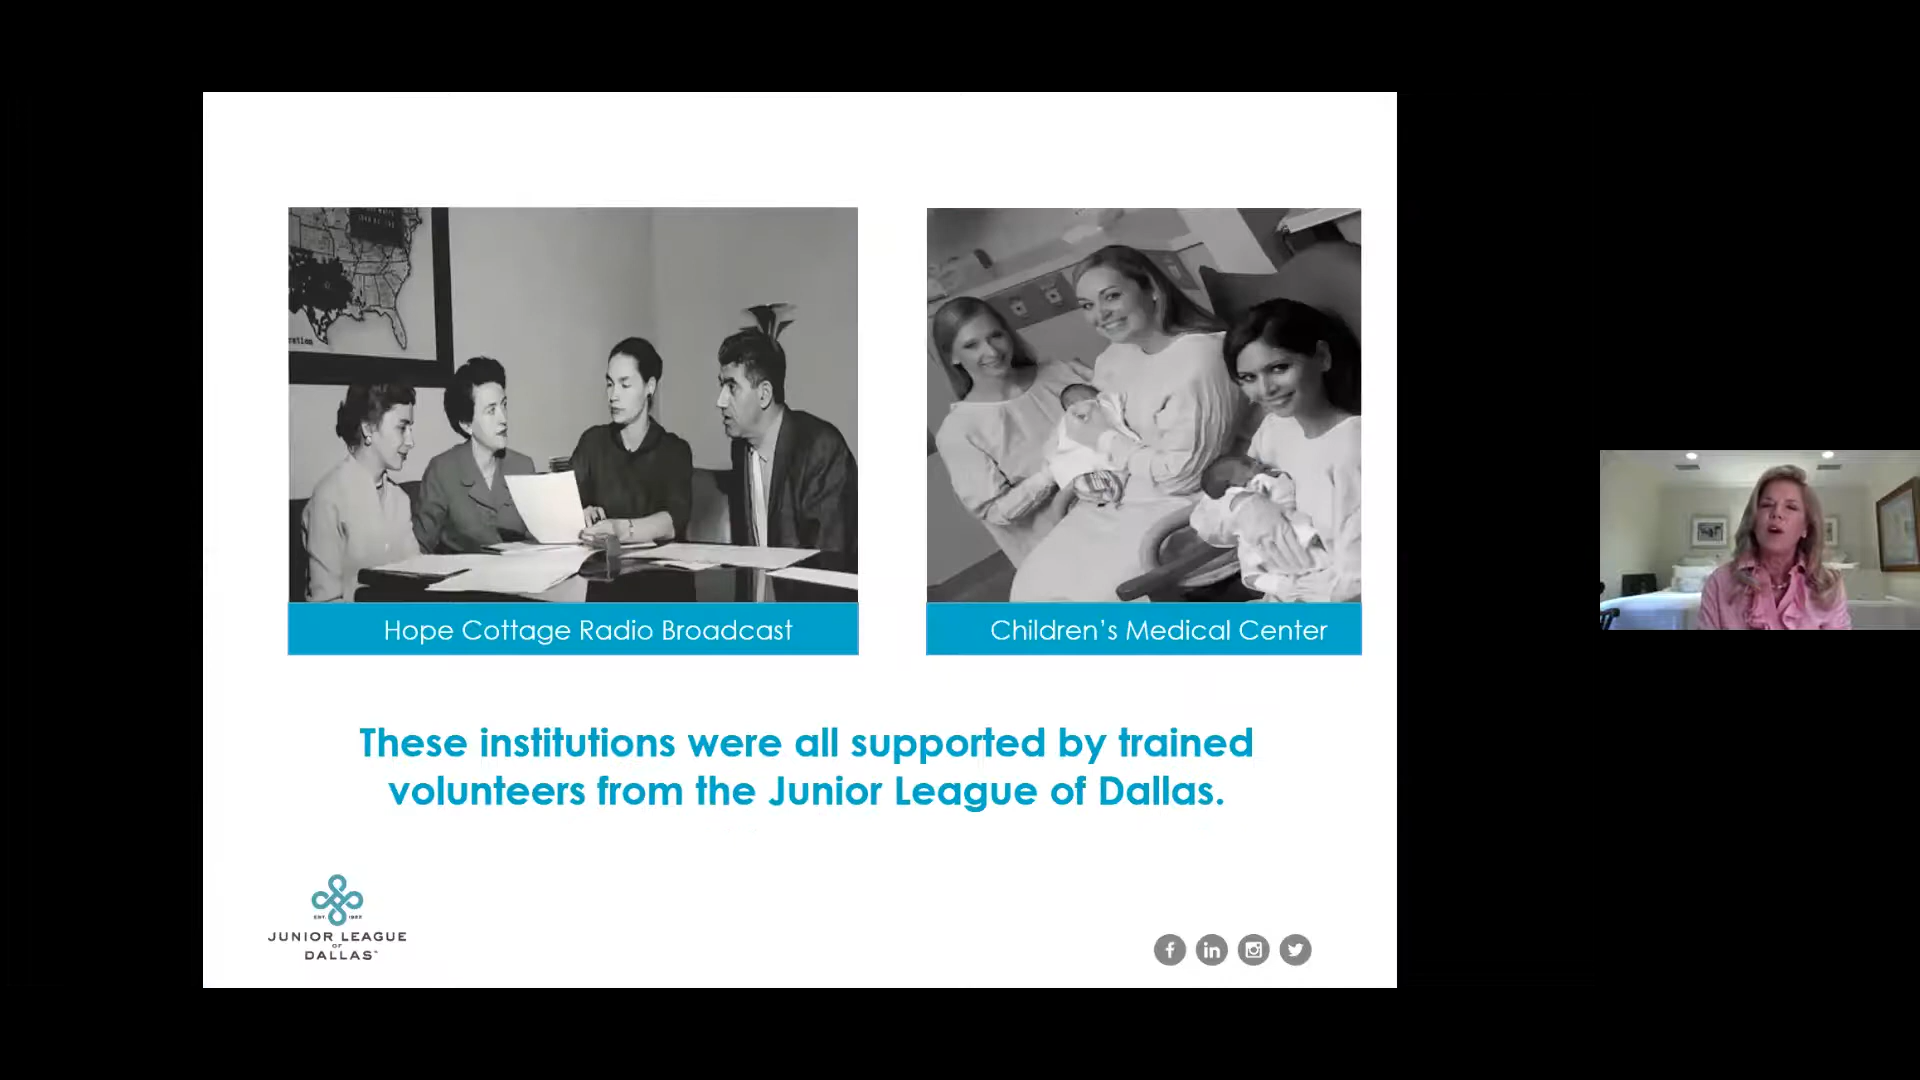 ration
Hope Cottage Radio Broadcast
Children's Medical Center
These institutions were all supported by trained
volunteers from the Junior League of Dallas.
EST. 1922
JUNIOR LEAGUE
OF
DALLAS